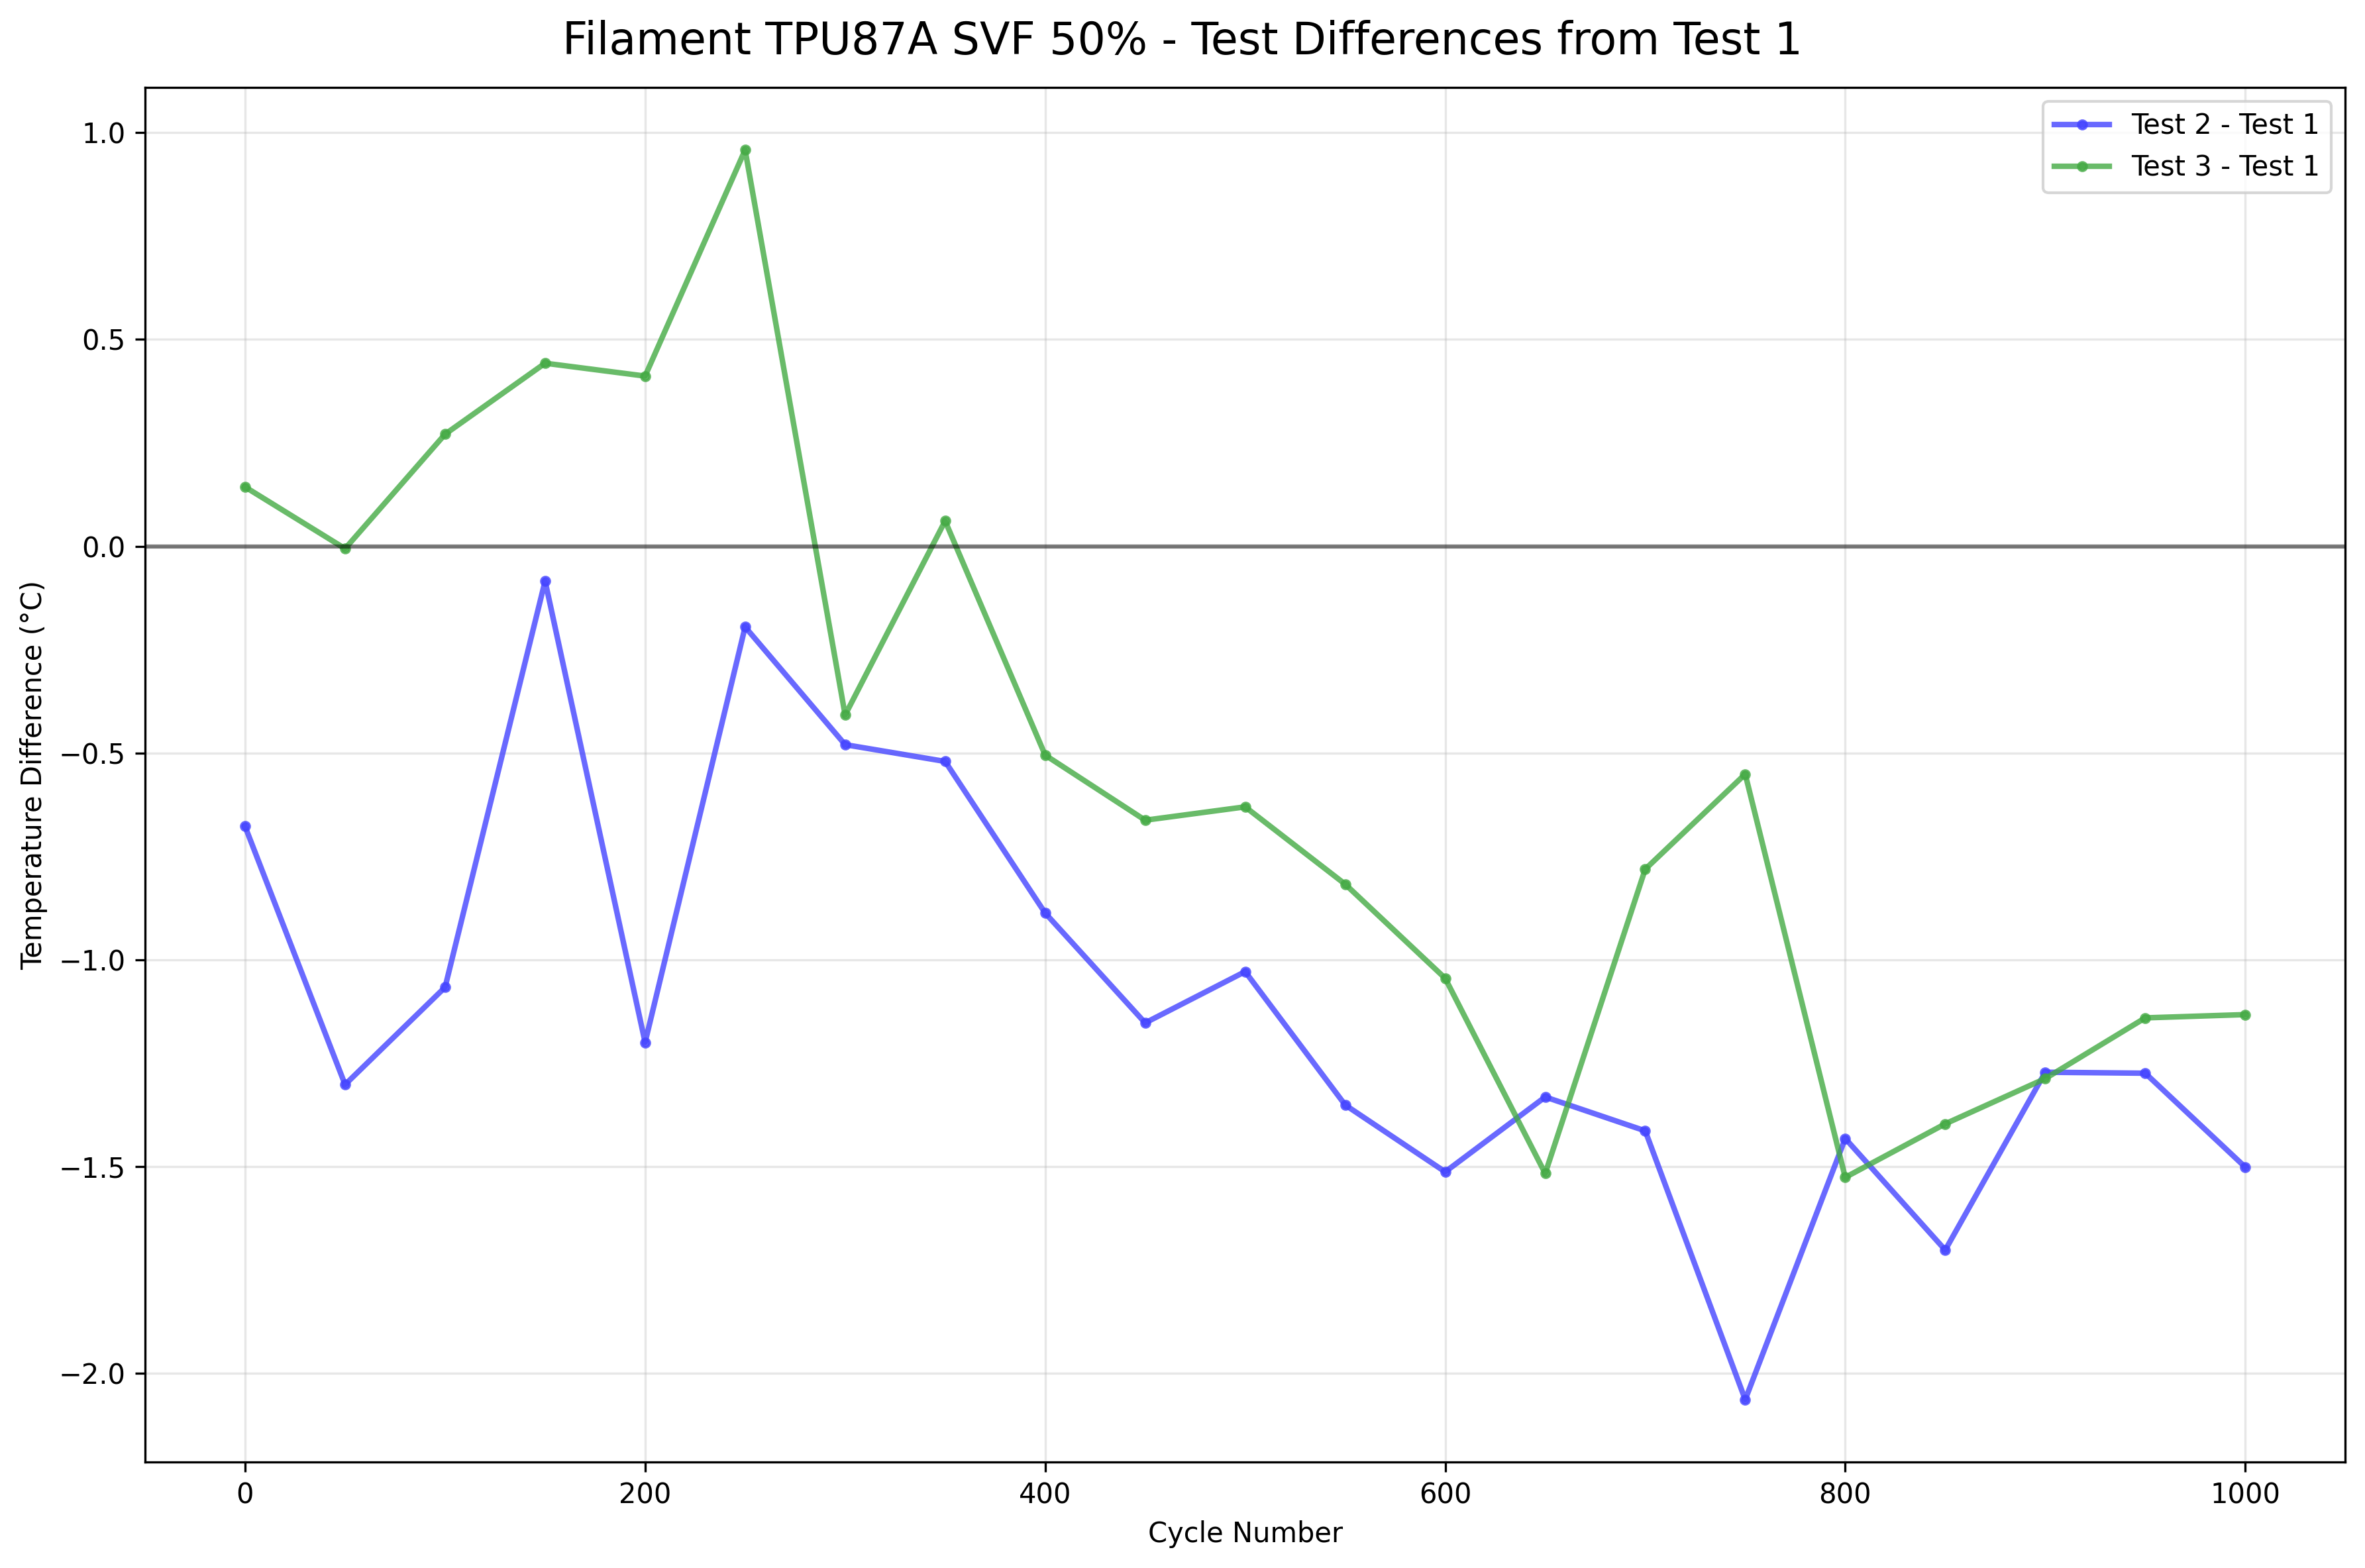 Filament TPU87A SVF 50% - Test Differences from Test 1
Test 2 - Test 1
Test 3 - Test 1
1.0
0.5
0.0
−0.5
−1.0
−1.5
−2.0
Temperature Difference (°C)
0
200
400
600
800
1000
Cycle Number